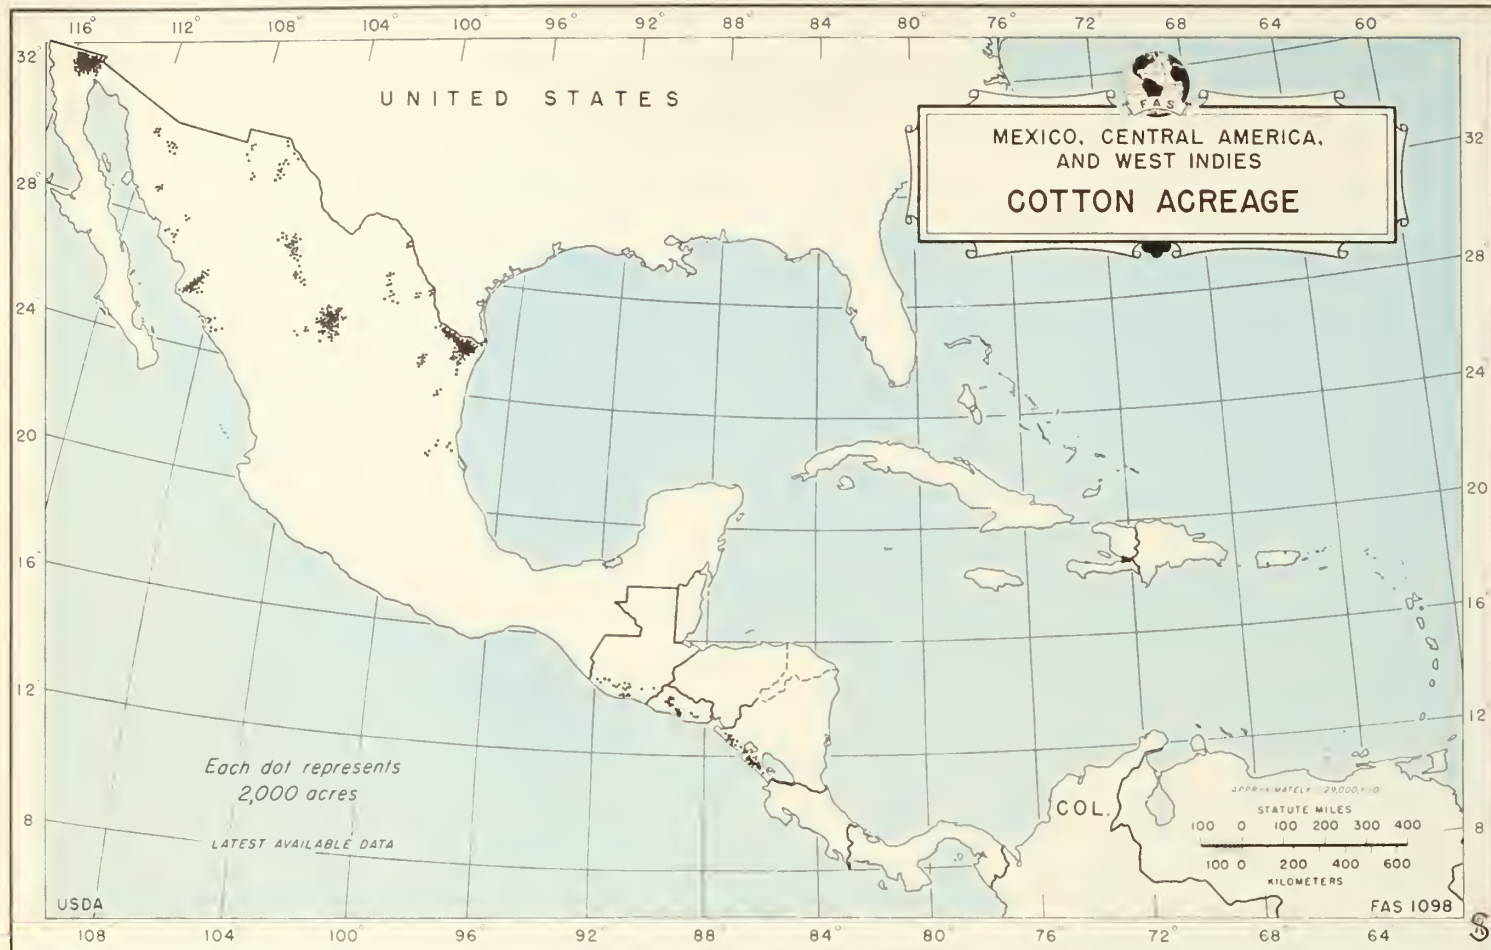 116° 112° 108° 104° 100° 96° 92° 88° 84 80° 76° 72° 68° 64 60
32°
28°
24
20
16
12
8
32
28
24
20
16
12
8
UNITED STATES
FAS
MEXICO, CENTRAL AMERICA,
AND WEST INDIES
COTTON ACREAGE
Each dot represents
2,000 acres
LATEST AVAILABLE DATA
COL.
STATUTE MILES
100 0 100 200 300 400
100 0 200 400 600
KILOMETERS
USDA
FAS 1098
108 104 100° 96° 88° 84° 80° 76° 72 68 64